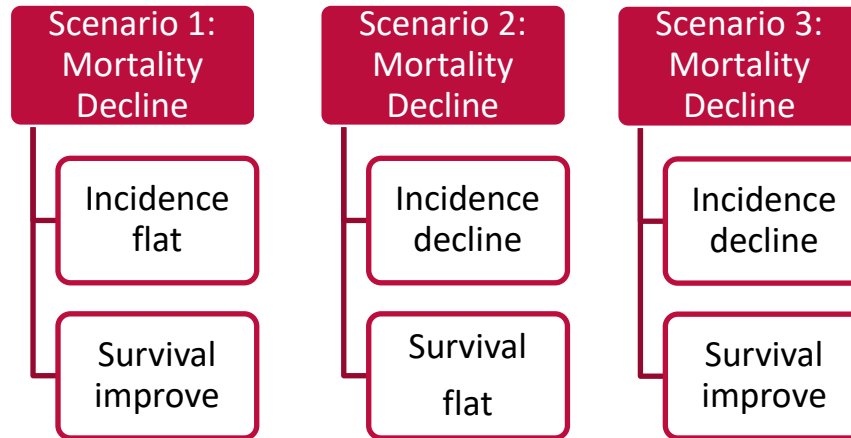 Scenario 1:
Mortality
Decline
Incidence
flat
Survival
improve
Scenario 2:
Mortality
Decline
Incidence
decline
Survival
flat
Scenario 3:
Mortality
Decline
Incidence
decline
Survival
improve